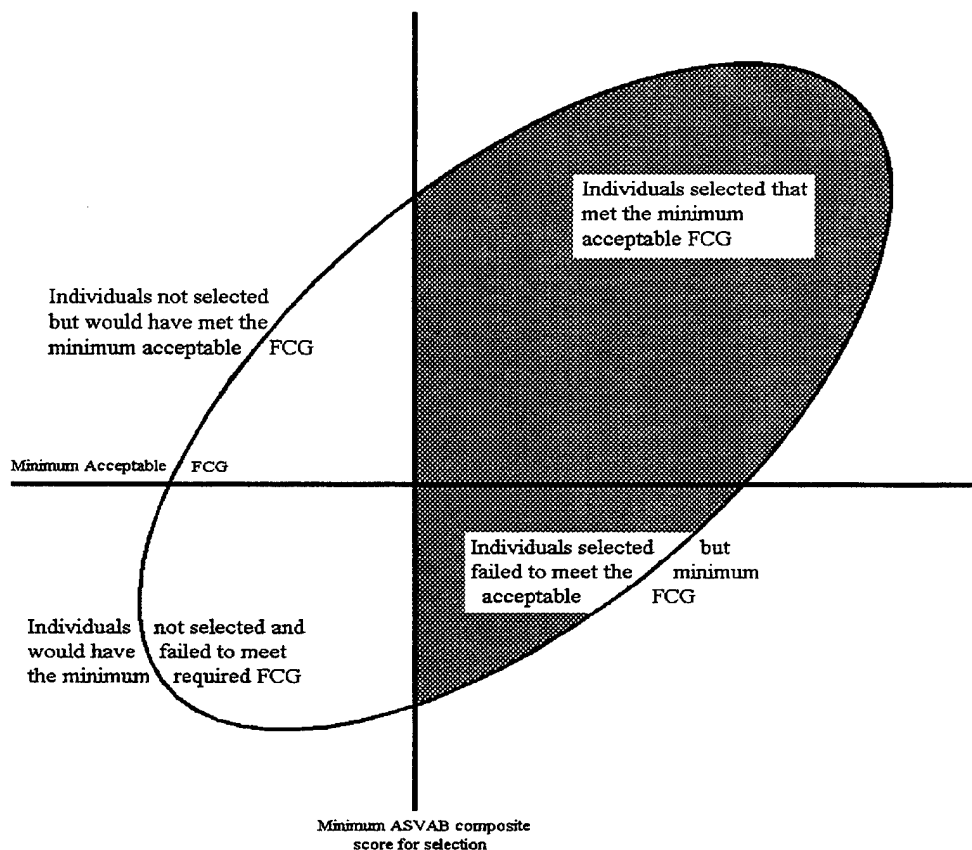 Individuals selected that
met the minimum
acceptable FCG
Individuals not selected
but would have met the
minimum acceptable FCG
Minimum Acceptable FCG
Individuals selected but
failed to meet the minimum
acceptable FCG
Individuals not selected and
would have failed to meet
the minimum required FCG
Minimum ASVAB composite
score for selection